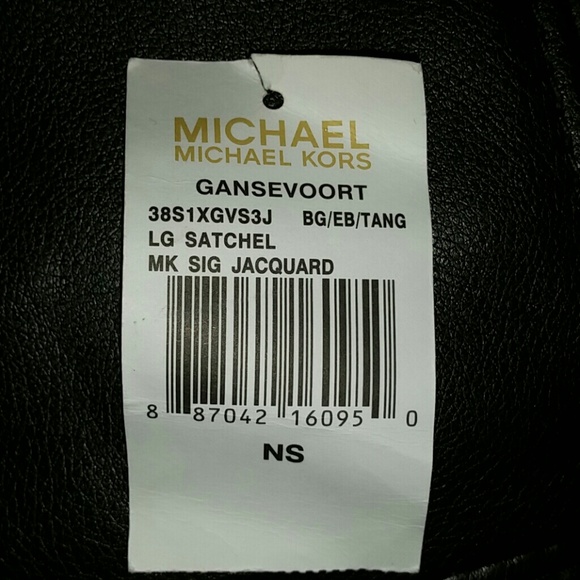 MICHAEL
MICHAEL KORS
GANSEVOORT
38S1XGVS3J BG/EB/TANG
LG SATCHEL
MK SIG JACQUARD
8 87042 16095 0
NS